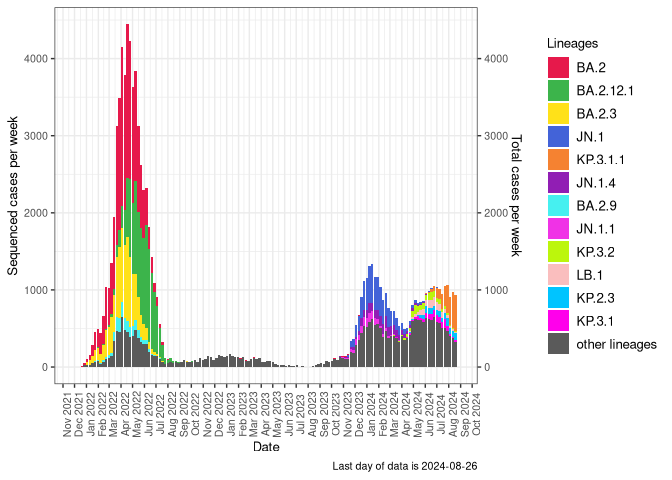 Lineages
BA.2
BA.2.12.1
BA.2.3
JN.1
KP.3.1.1
JN.1.4
BA.2.9
JN.1.1
KP.3.2
LB.1
KP.2.3
KP.3.1
other lineages
Sequenced cases per week
4000
3000
2000
1000
0
Total cases per week
4000
3000
2000
1000
0
Nov 2021
Dec 2021
Jan 2022
Feb 2022
Mar 2022
Apr 2022
May 2022
Jun 2022
Jul 2022
Aug 2022
Sep 2022
Oct 2022
Nov 2022
Dec 2022
Jan 2023
Feb 2023
Mar 2023
Apr 2023
May 2023
Jun 2023
Jul 2023
Aug 2023
Sep 2023
Oct 2023
Nov 2023
Dec 2023
Jan 2024
Feb 2024
Mar 2024
Apr 2024
May 2024
Jun 2024
Jul 2024
Aug 2024
Sep 2024
Oct 2024
Date
Last day of data is 2024-08-26